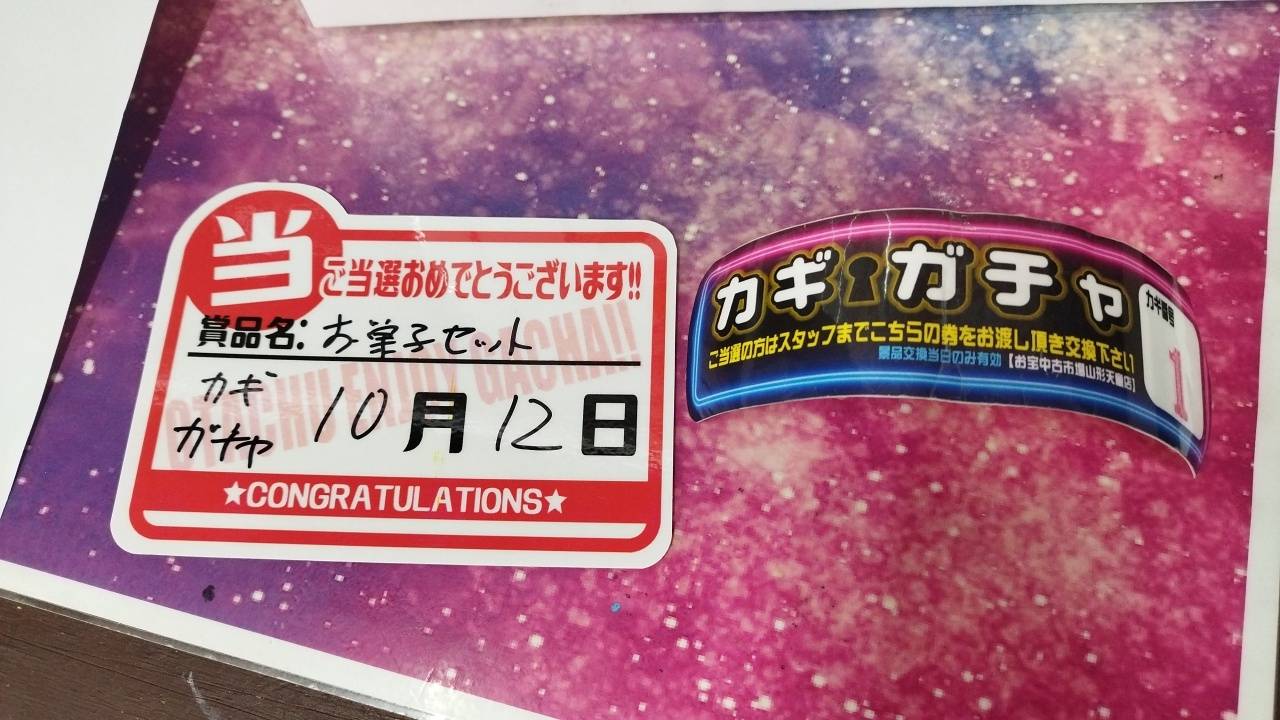 当
ご当選おめでとうございます!!
賞品名: お菓子セット
カギ
ガチャ
10月12日
OTACHU ENJOY GACHA!!
★CONGRATULATIONS★
カギガチャ
ご当選の方はスタッフまでこちらの券をお渡し頂き交換下さい
景品交換当日のみ有効【お宝中古市場山形天童店】
カギ番号
1